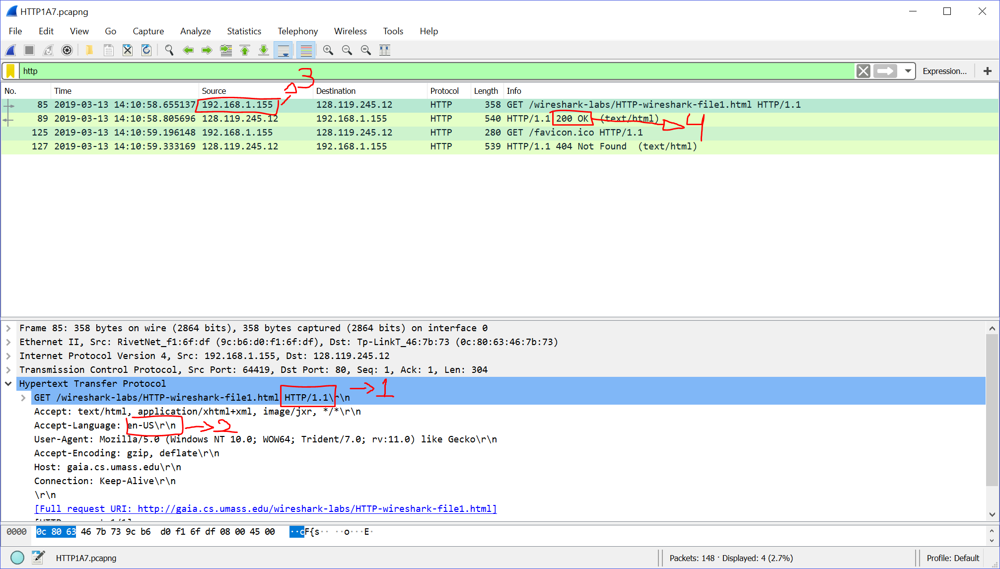 HTTP1A7.pcapng
File Edit View Go Capture Analyze Statistics Telephony Wireless Tools Help
http Expression... +
3
No. Time Source Destination Protocol Length Info
85 2019-03-13 14:10:58.655137 192.168.1.155 128.119.245.12 HTTP 358 GET /wireshark-labs/HTTP-wireshark-file1.html HTTP/1.1
89 2019-03-13 14:10:58.805696 128.119.245.12 192.168.1.155 HTTP 540 HTTP/1.1 200 OK (text/html)
4
125 2019-03-13 14:10:59.196148 192.168.1.155 128.119.245.12 HTTP 280 GET /favicon.ico HTTP/1.1
127 2019-03-13 14:10:59.333169 128.119.245.12 192.168.1.155 HTTP 539 HTTP/1.1 404 Not Found (text/html)
Frame 85: 358 bytes on wire (2864 bits), 358 bytes captured (2864 bits) on interface 0
Ethernet II, Src: RivetNet_f1:6f:df (9c:b6:d0:f1:6f:df), Dst: Tp-LinkT_46:7b:73 (0c:80:63:46:7b:73)
Internet Protocol Version 4, Src: 192.168.1.155, Dst: 128.119.245.12
Transmission Control Protocol, Src Port: 64419, Dst Port: 80, Seq: 1, Ack: 1, Len: 304
Hypertext Transfer Protocol
1
GET /wireshark-labs/HTTP-wireshark-file1.html HTTP/1.1\r\n
Accept: text/html, application/xhtml+xml, image/jxr, */*\r\n
Accept-Language: en-US\r\n
2
User-Agent: Mozilla/5.0 (Windows NT 10.0; WOW64; Trident/7.0; rv:11.0) like Gecko\r\n
Accept-Encoding: gzip, deflate\r\n
Host: gaia.cs.umass.edu\r\n
Connection: Keep-Alive\r\n
\r\n
[Full request URI: http://gaia.cs.umass.edu/wireshark-labs/HTTP-wireshark-file1.html]
0000 0c 80 63 46 7b 73 9c b6 d0 f1 6f df 08 00 45 00 ··cF{s·· ··o···E·
HTTP1A7.pcapng Packets: 148 · Displayed: 4 (2.7%) Profile: Default